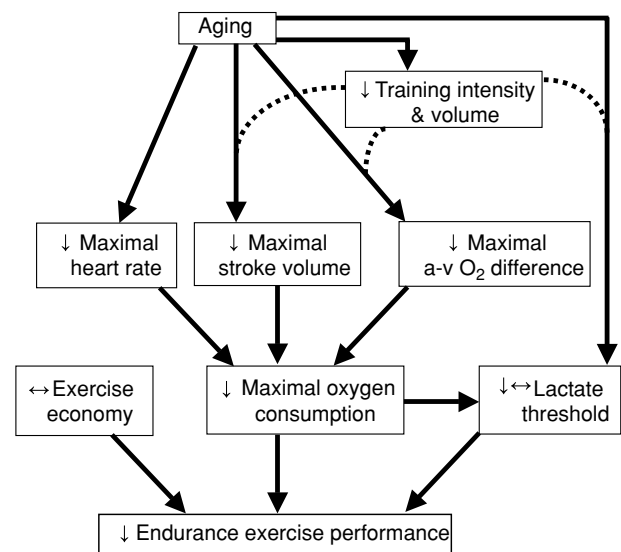 Aging
↓ Training intensity
& volume
↓ Maximal
heart rate
↓ Maximal
stroke volume
↓ Maximal
a-v O₂ difference
↔ Exercise
economy
↓ Maximal oxygen
consumption
↓↔ Lactate
threshold
↓ Endurance exercise performance